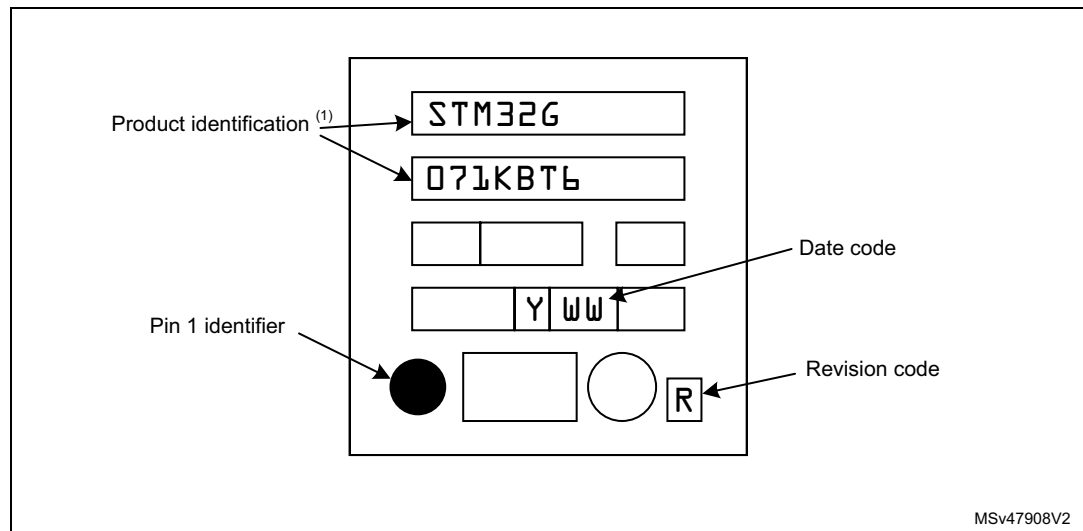 STM32G
Product identification (1)
071KBT6
Date code
Y WW
Pin 1 identifier
Revision code
R
MSv47908V2